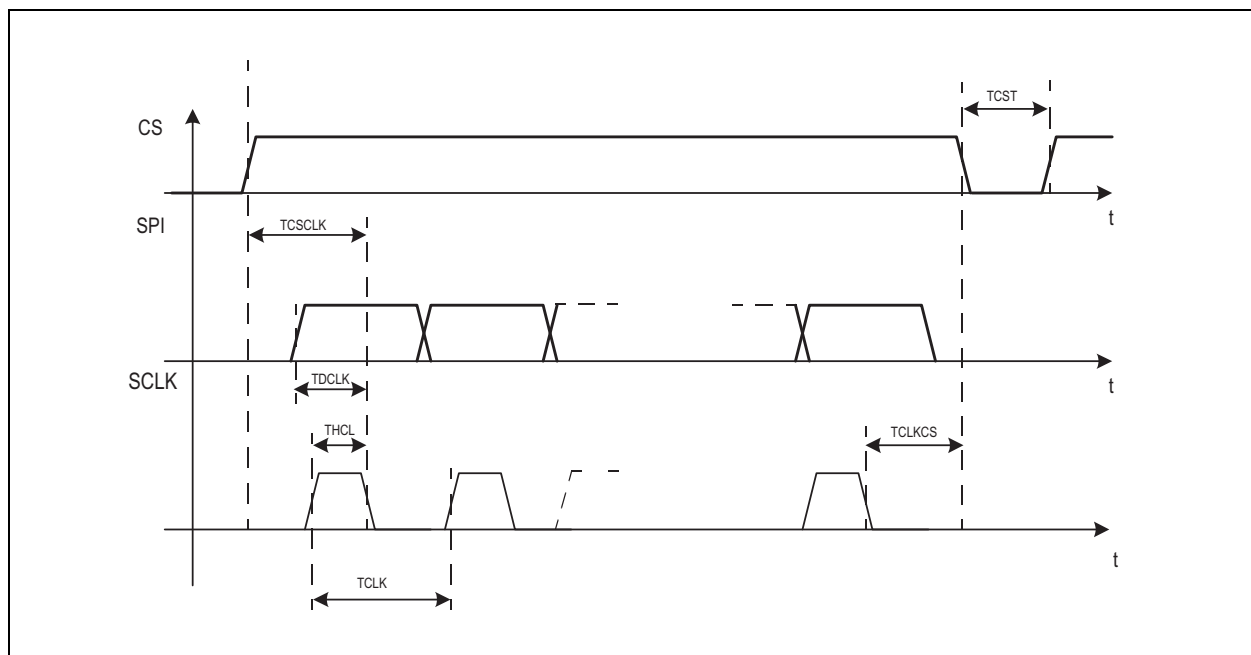 TCST
CS
t
SPI
TCSCLK
SCLK
TDCLK
t
THCL
TCLKCS
t
TCLK